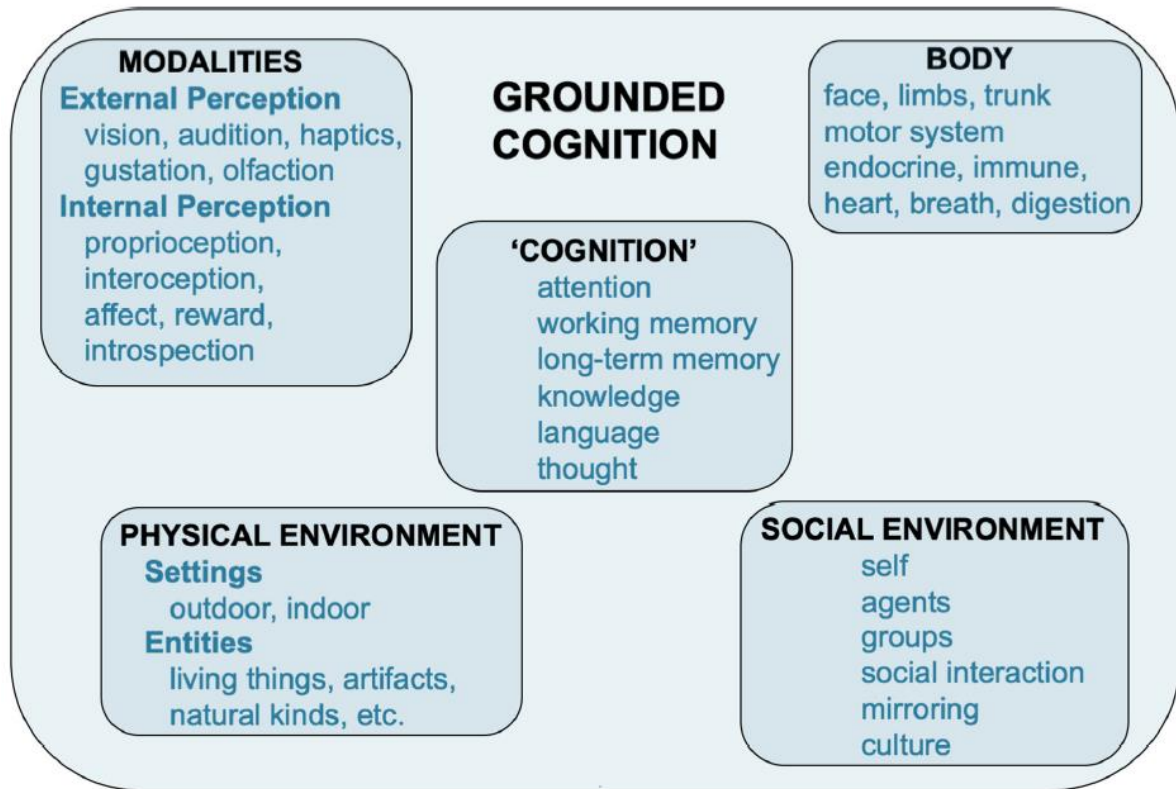 MODALITIES
External Perception
vision, audition, haptics,
gustation, olfaction
Internal Perception
proprioception,
interoception,
affect, reward,
introspection
GROUNDED
COGNITION
BODY
face, limbs, trunk
motor system
endocrine, immune,
heart, breath, digestion
‘COGNITION’
attention
working memory
long-term memory
knowledge
language
thought
PHYSICAL ENVIRONMENT
Settings
outdoor, indoor
Entities
living things, artifacts,
natural kinds, etc.
SOCIAL ENVIRONMENT
self
agents
groups
social interaction
mirroring
culture